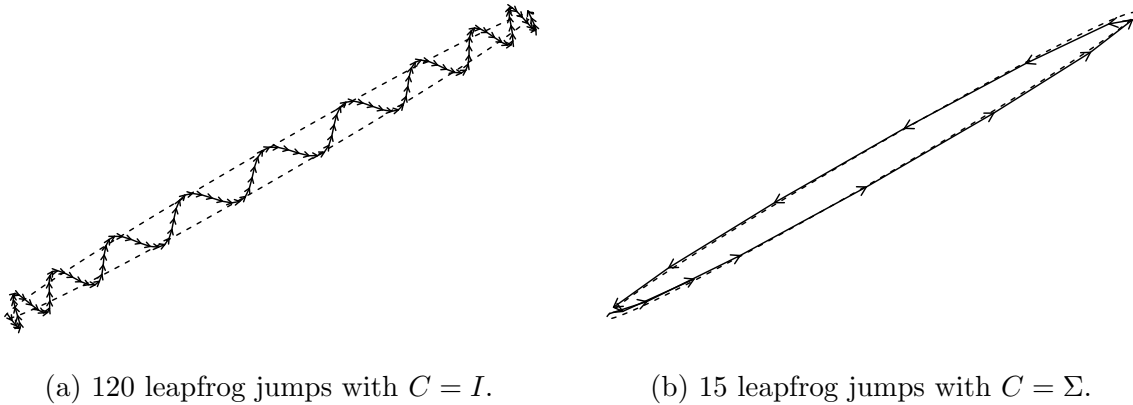 (a) 120 leapfrog jumps with C = I.
(b) 15 leapfrog jumps with C = Σ.